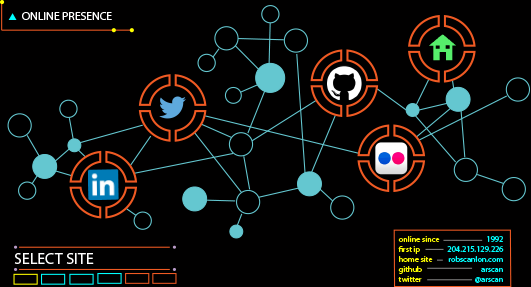 ONLINE PRESENCE
in
SELECT SITE
online since 1992
first ip 204.215.129.226
home site robscanlon.com
github arscan
twitter @arscan